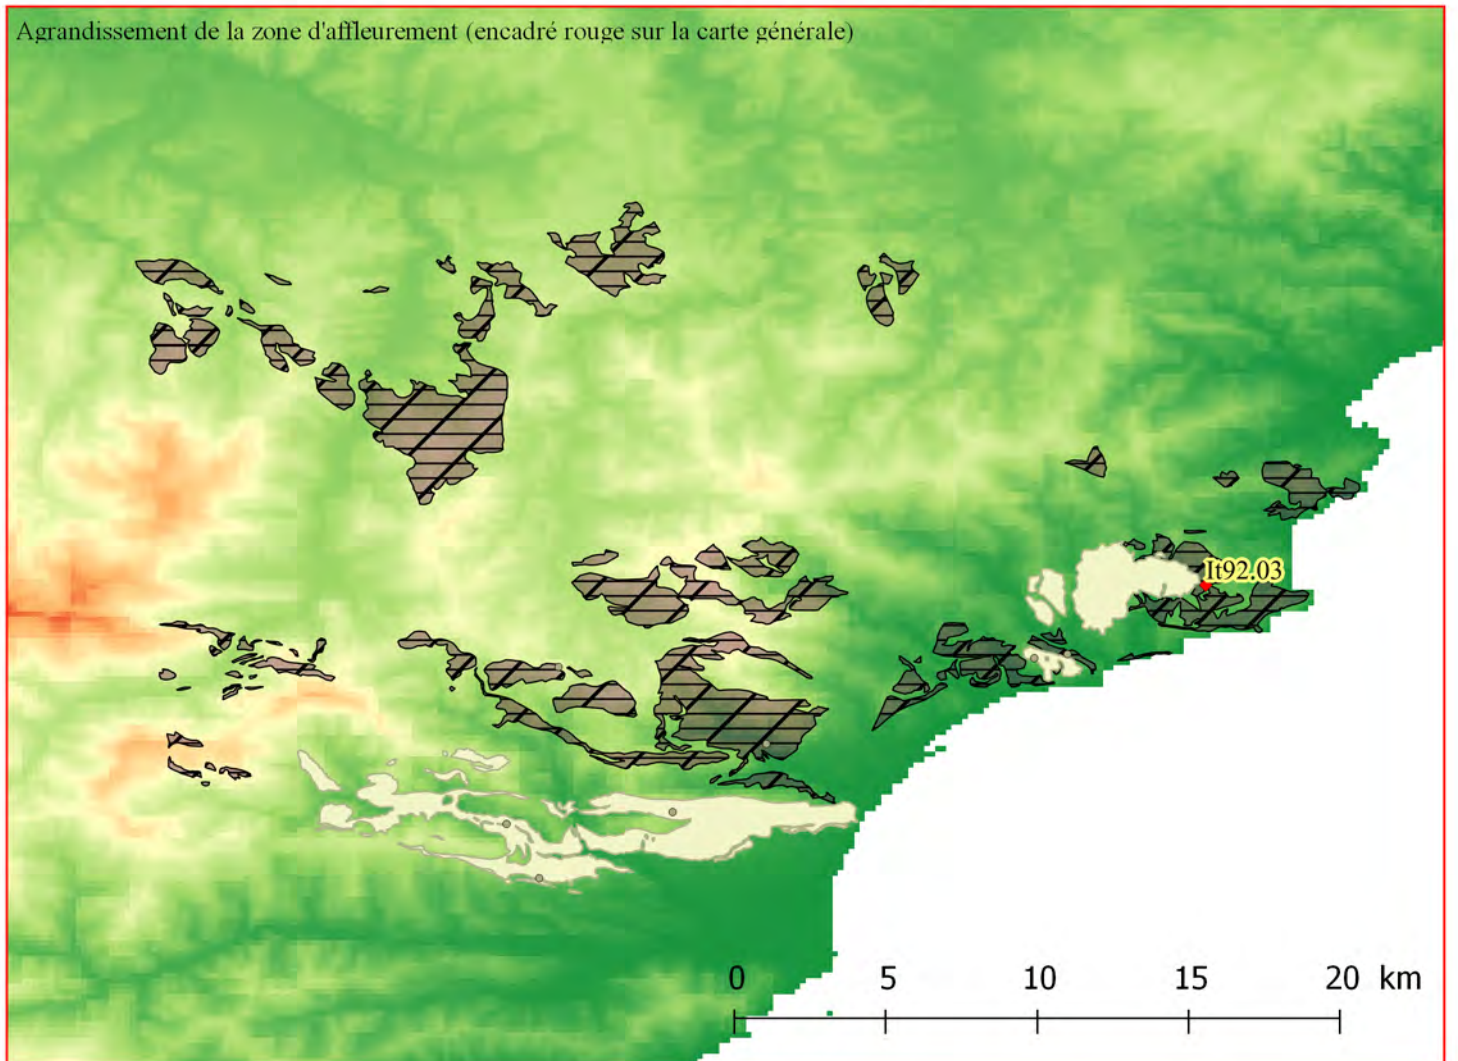 Agrandissement de la zone d'affleurement (encadré rouge sur la carte générale)
It92.03
0 5 10 15 20 km